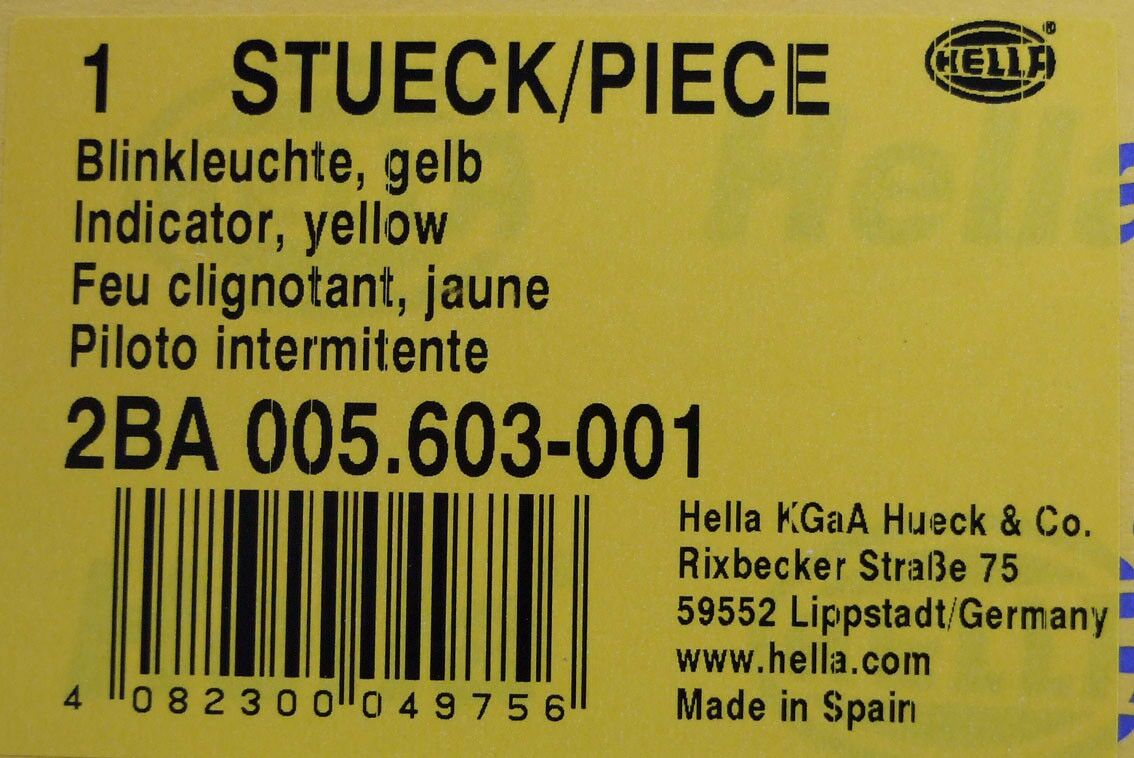 1 STUECK/PIECE
HELLA®
Blinkleuchte, gelb
Indicator, yellow
Feu clignotant, jaune
Piloto intermitente
2BA 005.603-001
4 082300 049756
Hella KGaA Hueck & Co.
Rixbecker Straße 75
59552 Lippstadt/Germany
www.hella.com
Made in Spain
Hella